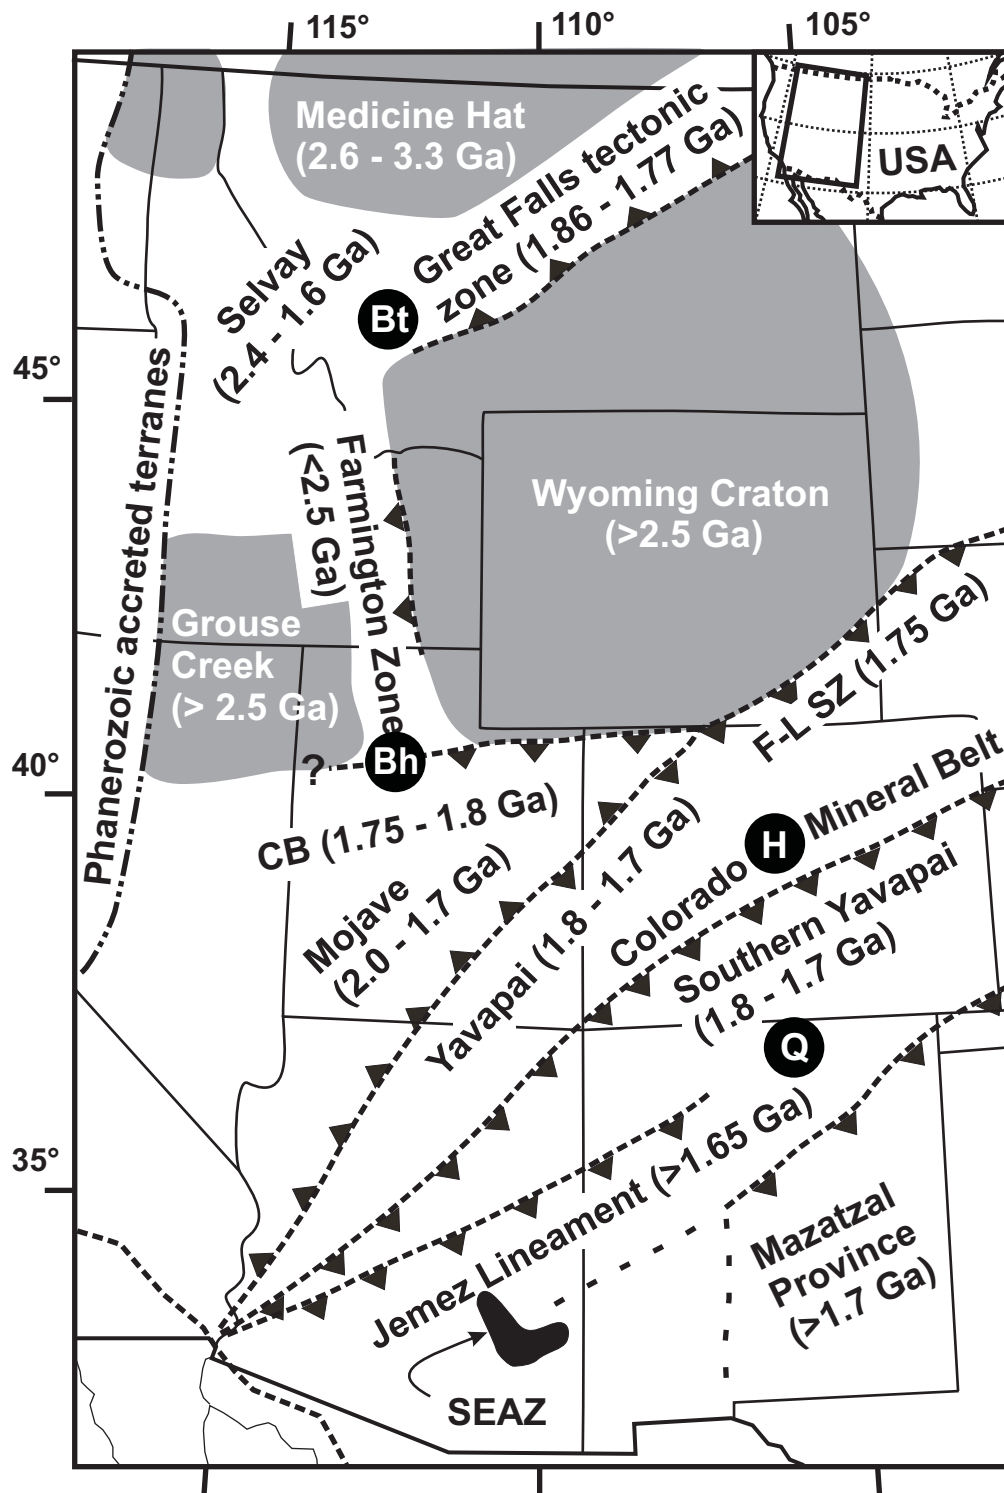 115°
110°
105°
Medicine Hat
(2.6 - 3.3 Ga)
Great Falls tectonic
zone (1.86 - 1.77 Ga)
USA
Selvay
(2.4 - 1.6 Ga)
Bt
45°
Phanerozoic accreted terranes
Farmington Zone
(<2.5 Ga)
Wyoming Craton
(>2.5 Ga)
Grouse
Creek
(> 2.5 Ga)
F-L SZ (1.75 Ga)
40°
?
Bh
CB (1.75 - 1.8 Ga)
H
Colorado Mineral Belt
Mojave
(2.0 - 1.7 Ga)
Yavapai (1.8 - 1.7 Ga)
Southern Yavapai
(1.8 - 1.7 Ga)
Q
35°
Jemez Lineament (>1.65 Ga)
Mazatzal
Province
(>1.7 Ga)
SEAZ